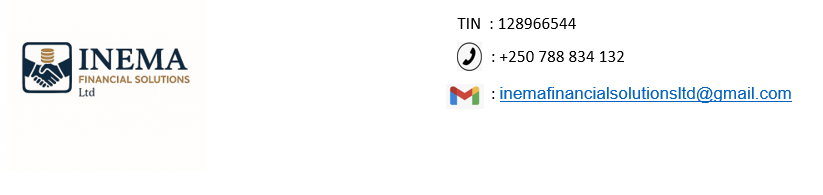 INEMA
FINANCIAL SOLUTIONS
Ltd
TIN : 128966544
: +250 788 834 132
: inemafinancialsolutionsltd@gmail.com